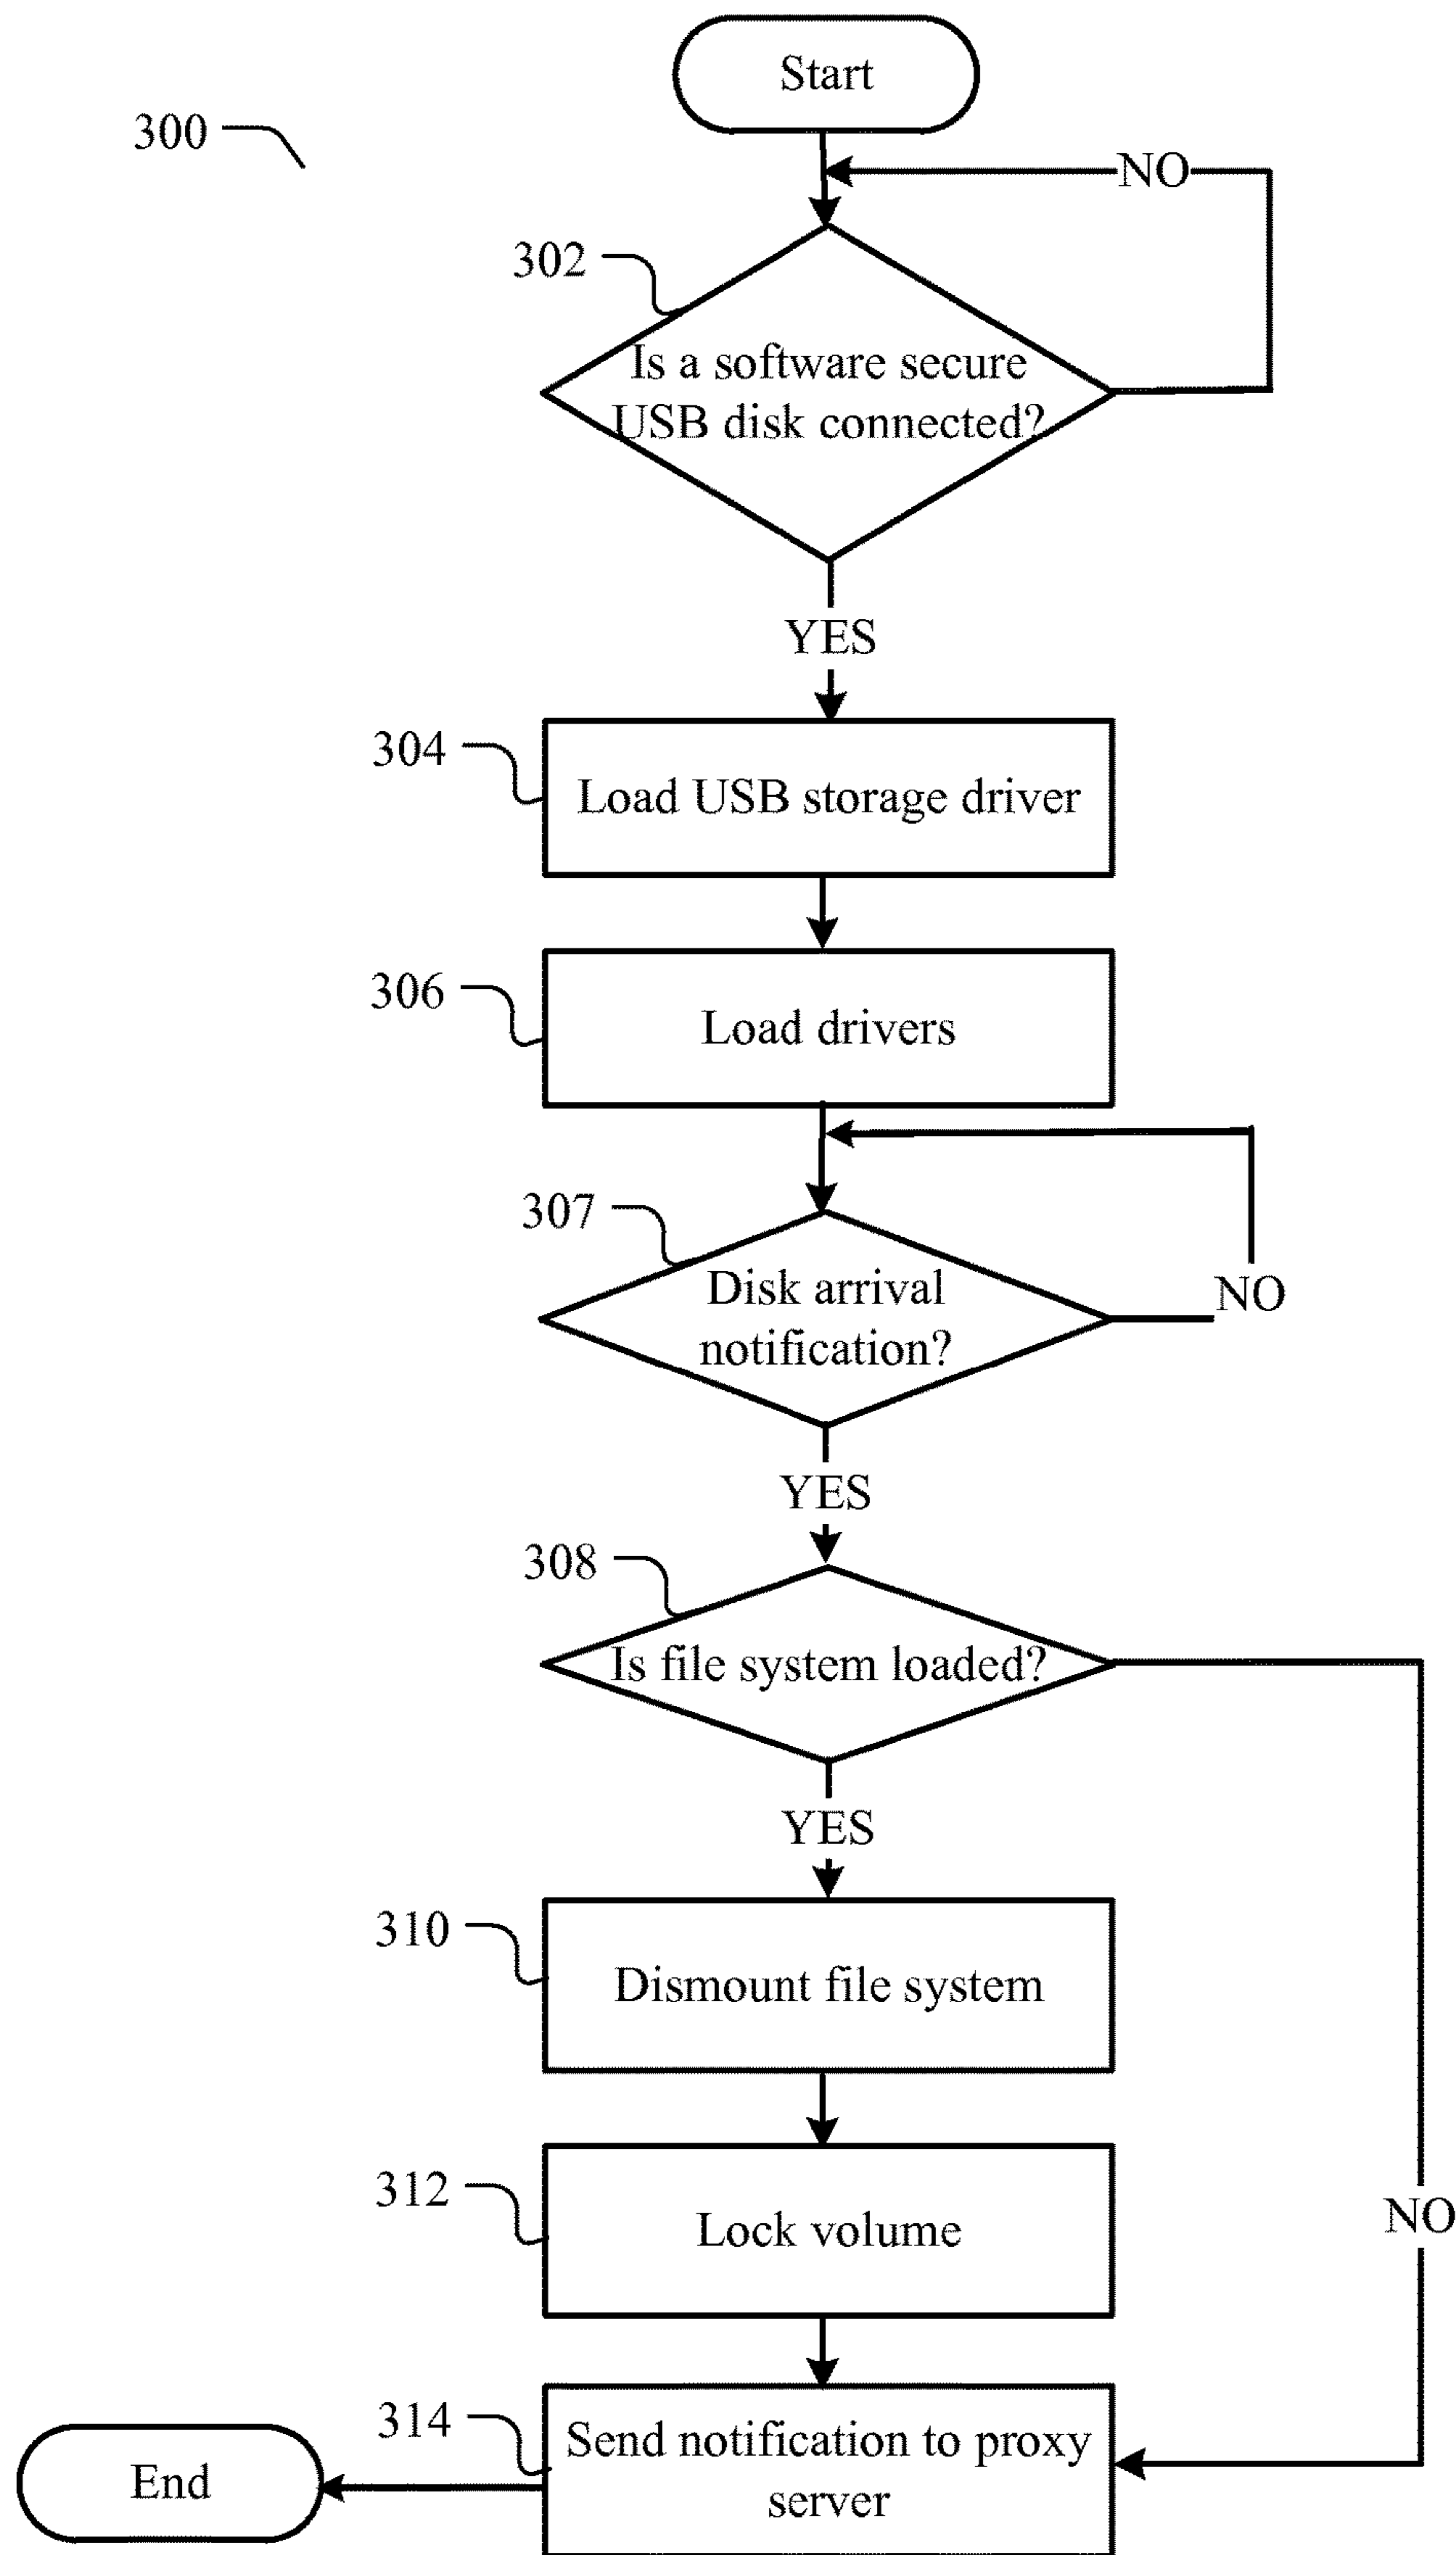 Start
300
NO
302
Is a software secure
USB disk connected?
YES
304
Load USB storage driver
306
Load drivers
307
Disk arrival
notification?
NO
YES
308
Is file system loaded?
YES
310
Dismount file system
312
Lock volume
NO
314
Send notification to proxy
server
End